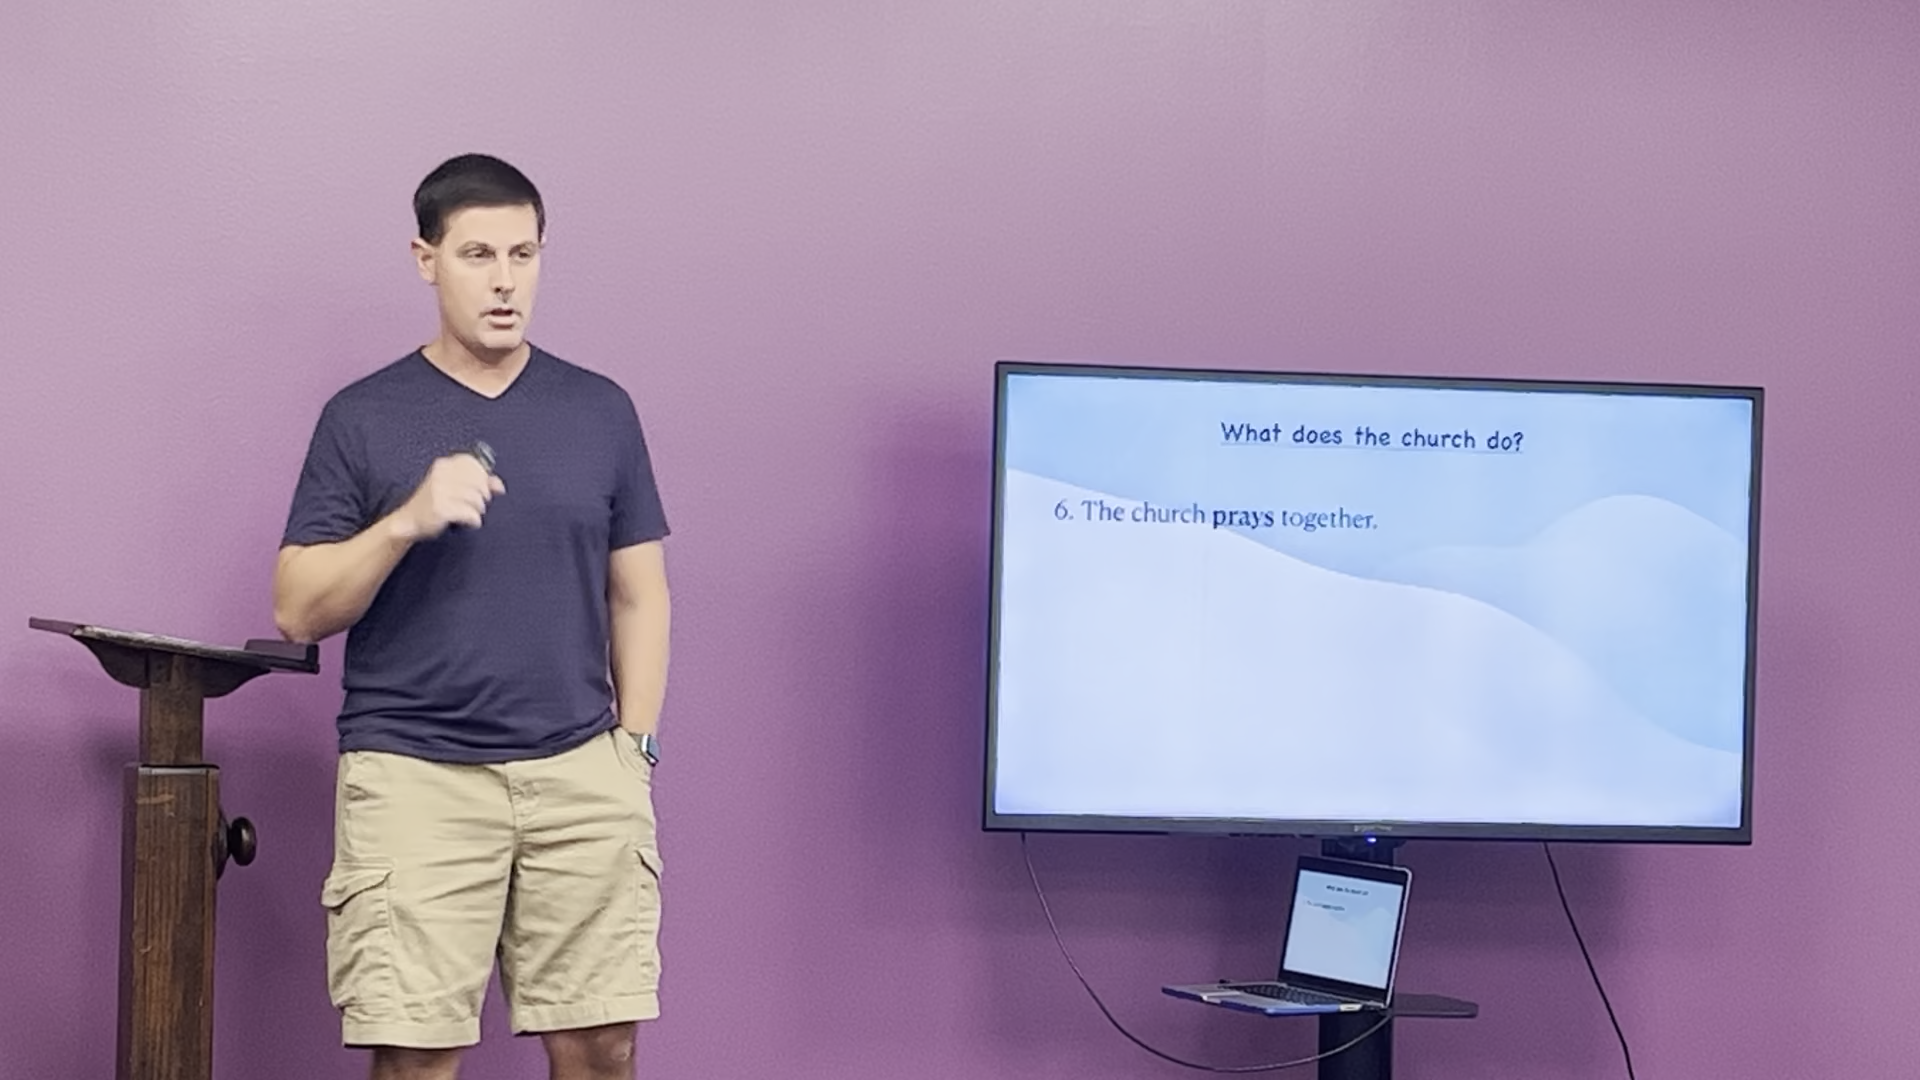 What does the church do?
6. The church prays together.